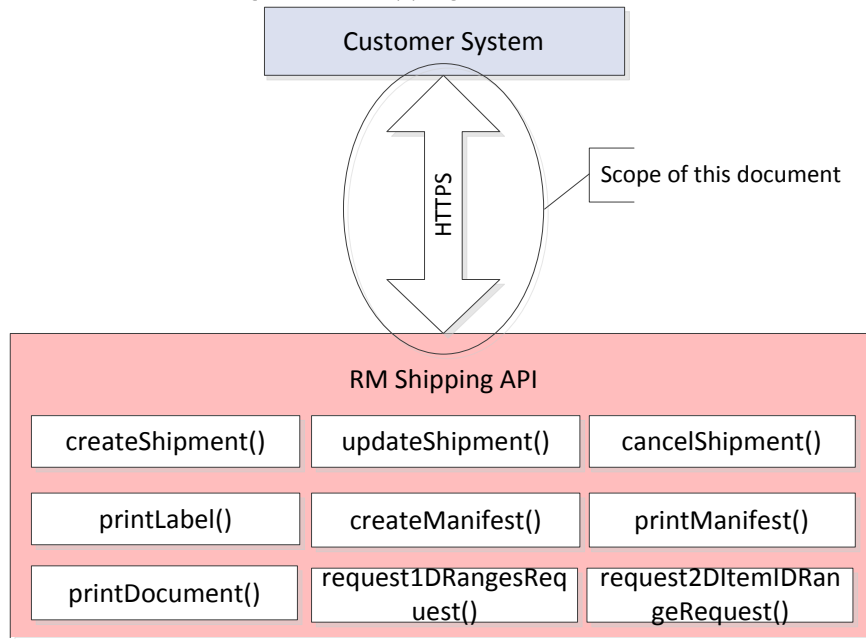 Customer System
HTTPS
Scope of this document
RM Shipping API
createShipment()
updateShipment()
cancelShipment()
printLabel()
createManifest()
printManifest()
printDocument()
request1DRangesReq
uest()
request2DItemIDRan
geRequest()